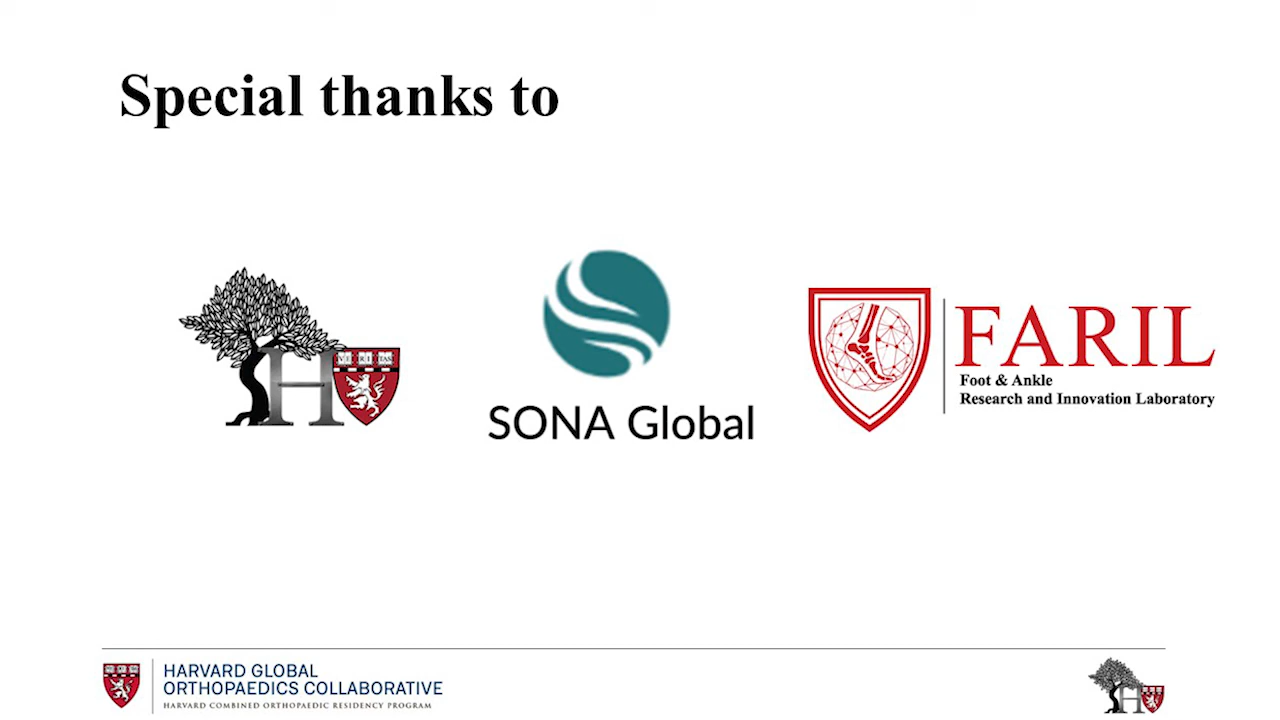 Special thanks to
H
VE RI TAS
SONA Global
FARIL
Foot & Ankle
Research and Innovation Laboratory
HARVARD GLOBAL
ORTHOPAEDICS COLLABORATIVE
HARVARD COMBINED ORTHOPAEDIC RESIDENCY PROGRAM
H